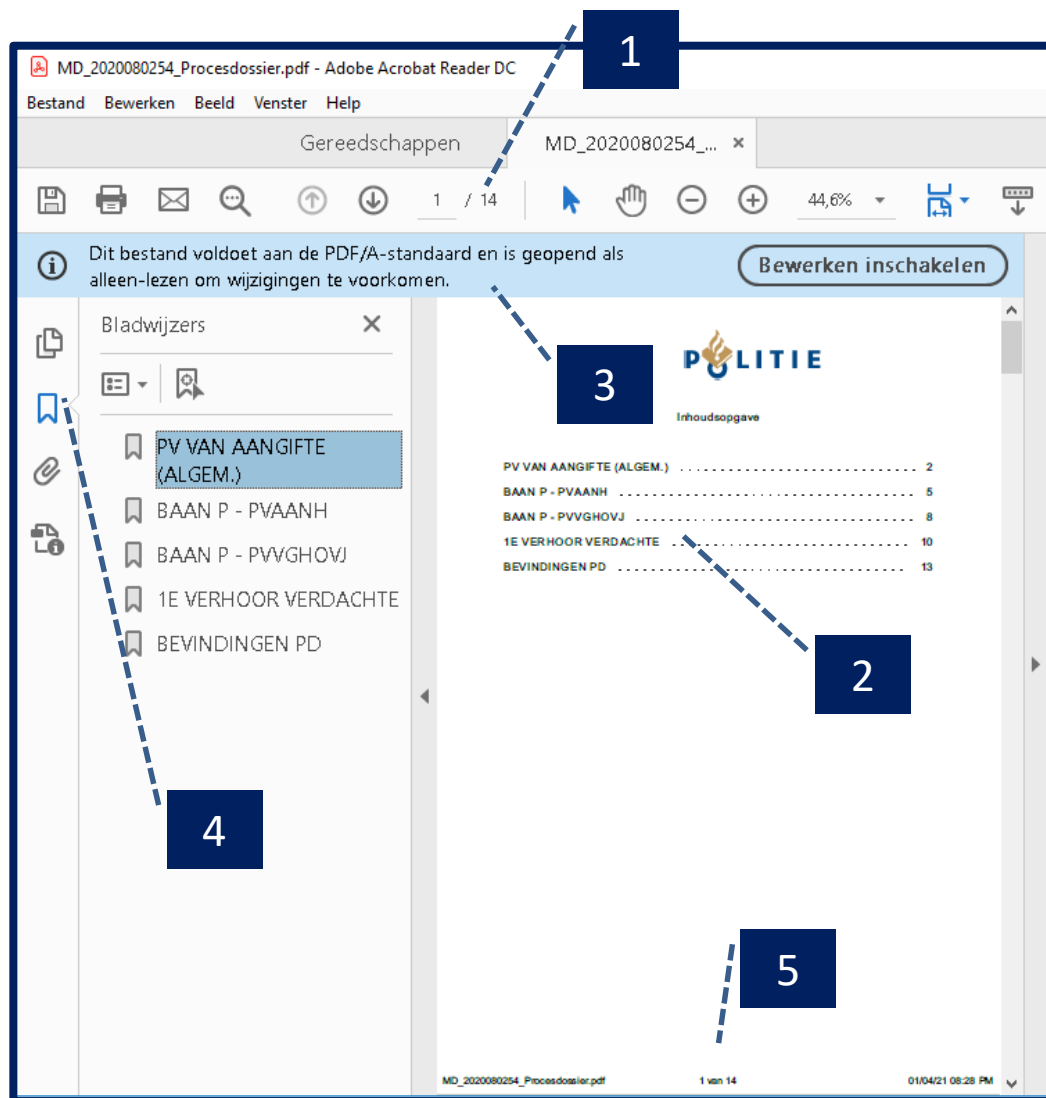 1
MD_2020080254_Procesdossier.pdf - Adobe Acrobat Reader DC
Bestand Bewerken Beeld Venster Help
Gereedschappen MD_2020080254_... ×
1 / 14 44,6%
Dit bestand voldoet aan de PDF/A-standaard en is geopend als
alleen-lezen om wijzigingen te voorkomen.
Bewerken inschakelen
Bladwijzers
PV VAN AANGIFTE
(ALGEM.)
BAAN P - PVAANH
BAAN P - PVVGHOVJ
1E VERHOOR VERDACHTE
BEVINDINGEN PD
3
POLITIE
Inhoudsopgave
PV VAN AANGIFTE (ALGEM.) . . . . . . . . . . . . . . . . . . . . . . . . . . . . . . 2
BAAN P - PVAANH . . . . . . . . . . . . . . . . . . . . . . . . . . . . . . . . . . . . 5
BAAN P - PVVGHOVJ . . . . . . . . . . . . . . . . . . . . . . . . . . . . . . . . . . 8
1E VERHOOR VERDACHTE . . . . . . . . . . . . . . . . . . . . . . . . . . . . . . 10
BEVINDINGEN PD . . . . . . . . . . . . . . . . . . . . . . . . . . . . . . . . . . . . 13
2
4
5
MD_2020080254_Procesdossier.pdf 1 van 14 01/04/21 08:28 PM